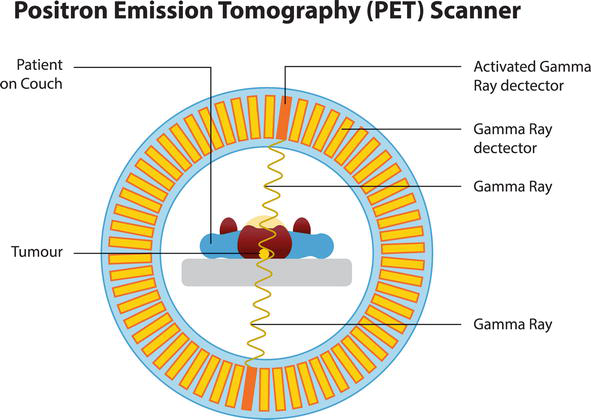 Positron Emission Tomography (PET) Scanner
Patient
on Couch
Activated Gamma
Ray dectector
Gamma Ray
dectector
Gamma Ray
Tumour
Gamma Ray